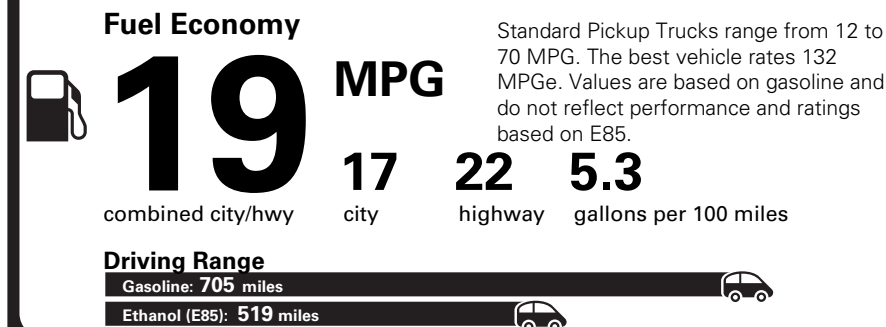 Fuel Economy
19 MPG
Standard Pickup Trucks range from 12 to
70 MPG. The best vehicle rates 132
MPGe. Values are based on gasoline and
do not reflect performance and ratings
based on E85.
17 22 5.3
combined city/hwy city highway gallons per 100 miles
Driving Range
Gasoline: 705 miles
Ethanol (E85): 519 miles